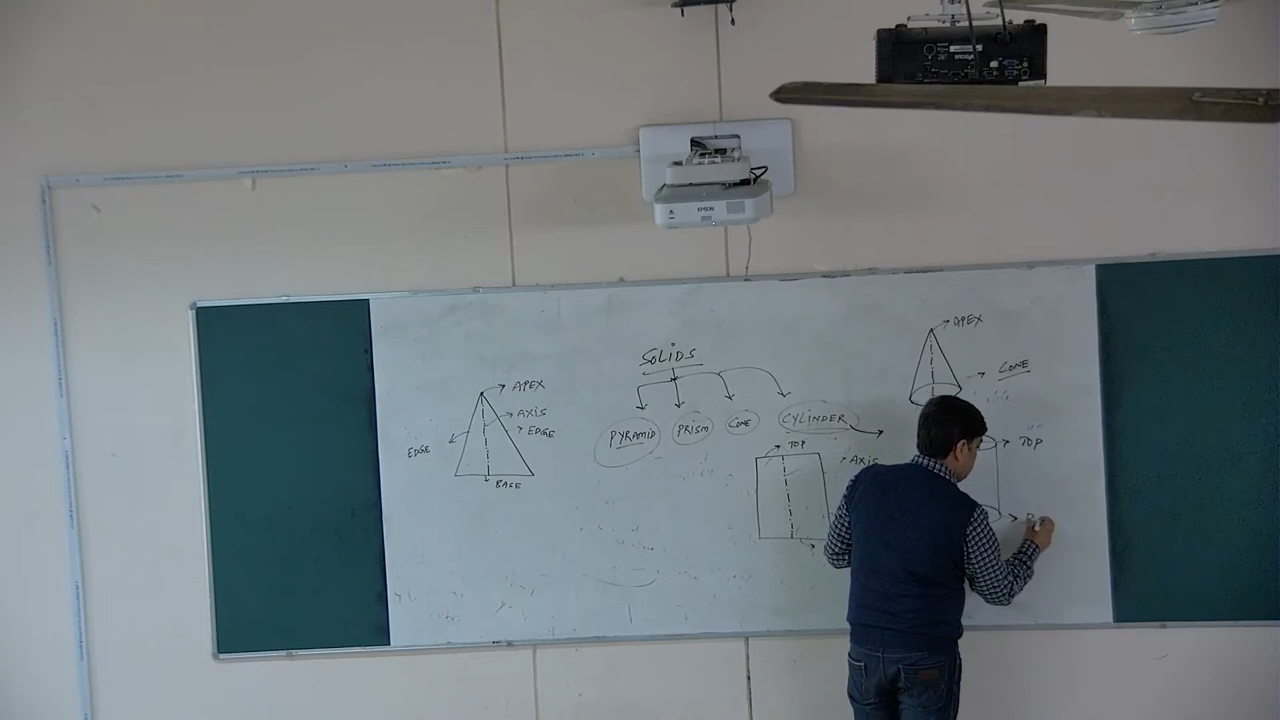 EPSON
SOLIDS
PYRAMID PRISM CONE CYLINDER
APEX
AXIS
EDGE
EDGE
BASE
TOP
AXIS
APEX
CONE
TOP
B